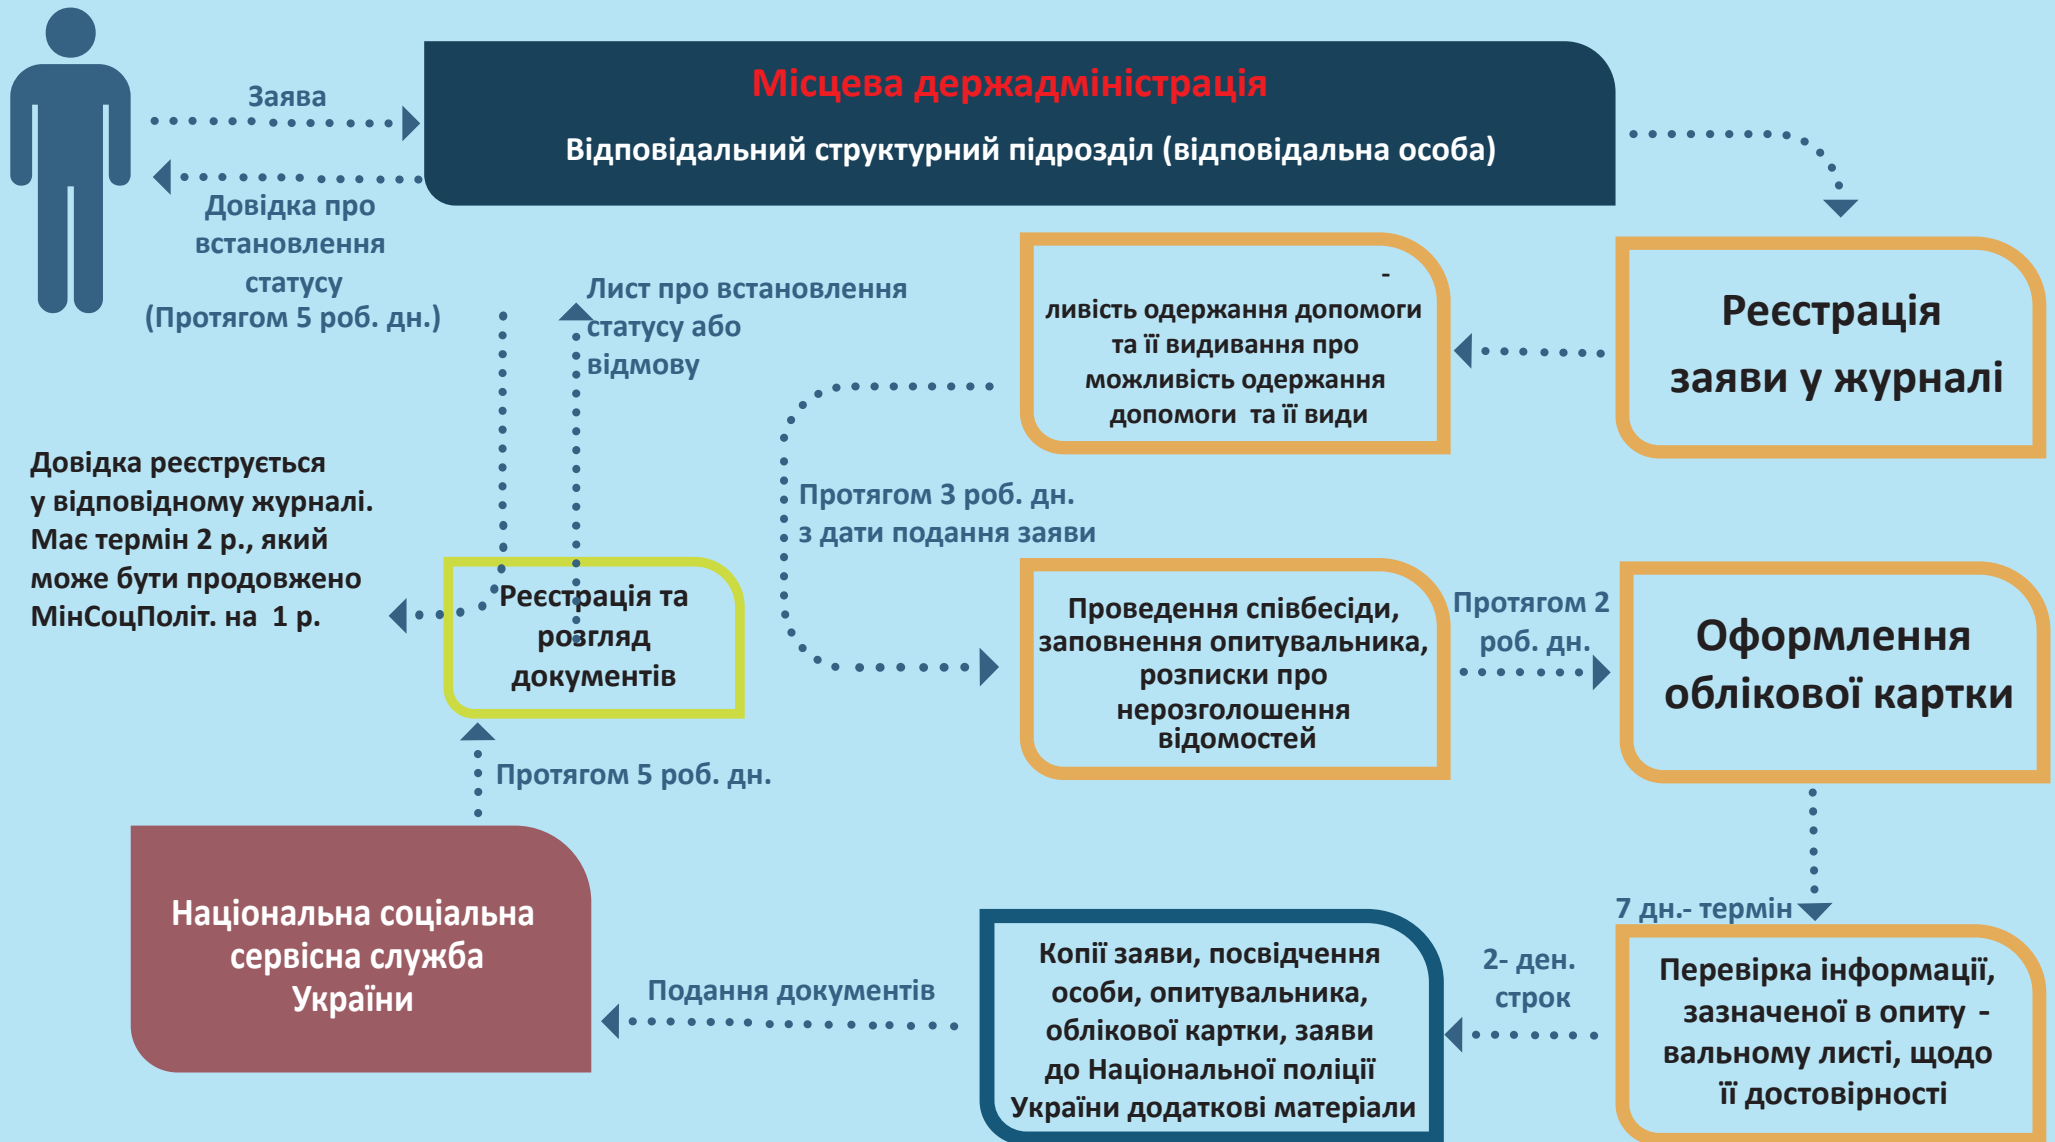 Заява
Місцева держадміністрація
Відповідальний структурний підрозділ (відповідальна особа)
Довідка про
встановлення
статусу
(Протягом 5 роб. дн.)
Реєстрація
заяви у журналі
-
ливість одержання допомоги
та її видивання про
можливість одержання
допомоги та її види
Лист про встановлення
статусу або
відмову
Протягом 3 роб. дн.
з дати подання заяви
Довідка реєструється
у відповідному журналі.
Має термін 2 р., який
може бути продовжено
МінСоцПоліт. на 1 р.
Реєстрація та
розгляд
документів
Проведення співбесіди,
заповнення опитувальника,
розписки про
нерозголошення
відомостей
Протягом 2
роб. дн.
Оформлення
облікової картки
Протягом 5 роб. дн.
7 дн.- термін
Перевірка інформації,
зазначеної в опиту -
вальному листі, щодо
її достовірності
2- ден.
строк
Копії заяви, посвідчення
особи, опитувальника,
облікової картки, заяви
до Національної поліції
України додаткові матеріали
Подання документів
Національна соціальна
сервісна служба
України